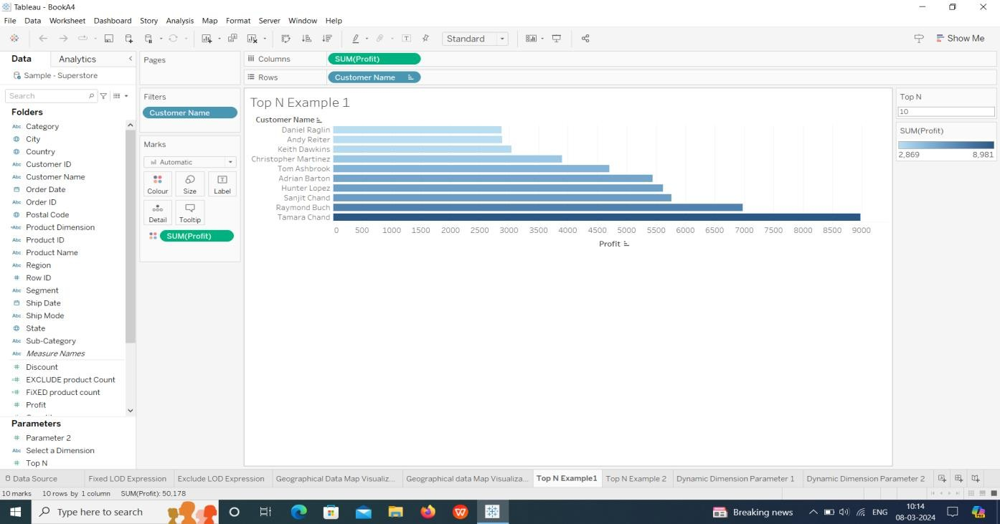 Tableau - BookA4
File Data Worksheet Dashboard Story Analysis Map Format Server Window Help
Standard
Show Me
Data Analytics
Sample - Superstore
Search
Folders
Abc Category
City
Country
Abc Customer ID
Abc Customer Name
Order Date
Abc Order ID
Postal Code
=Abc Product Dimension
Abc Product ID
Abc Product Name
Abc Region
# Row ID
Abc Segment
Ship Date
Abc Ship Mode
State
Abc Sub-Category
Abc Measure Names
# Discount
=# EXCLUDE product Count
=# FiXED product count
# Profit
Parameters
# Parameter 2
Abc Select a Dimension
# Top N
Pages
Filters
Customer Name
Marks
Automatic
Colour Size Label
Detail Tooltip
SUM(Profit)
Columns SUM(Profit)
Rows Customer Name
Top N Example 1
Customer Name
Daniel Raglin
Andy Reiter
Keith Dawkins
Christopher Martinez
Tom Ashbrook
Adrian Barton
Hunter Lopez
Sanjit Chand
Raymond Buch
Tamara Chand
0 500 1000 1500 2000 2500 3000 3500 4000 4500 5000 5500 6000 6500 7000 7500 8000 8500 9000
Profit
Top N
10
SUM(Profit)
2,869 8,981
Data Source Fixed LOD Expression Exclude LOD Expression Geographical Data Map Visualiz... Geographical data Map Visualiza... Top N Example1 Top N Example 2 Dynamic Dimension Parameter 1 Dynamic Dimension Parameter 2
10 marks 10 rows by 1 column SUM(Profit): 50,178
Type here to search
Breaking news
ENG
10:14
08-03-2024